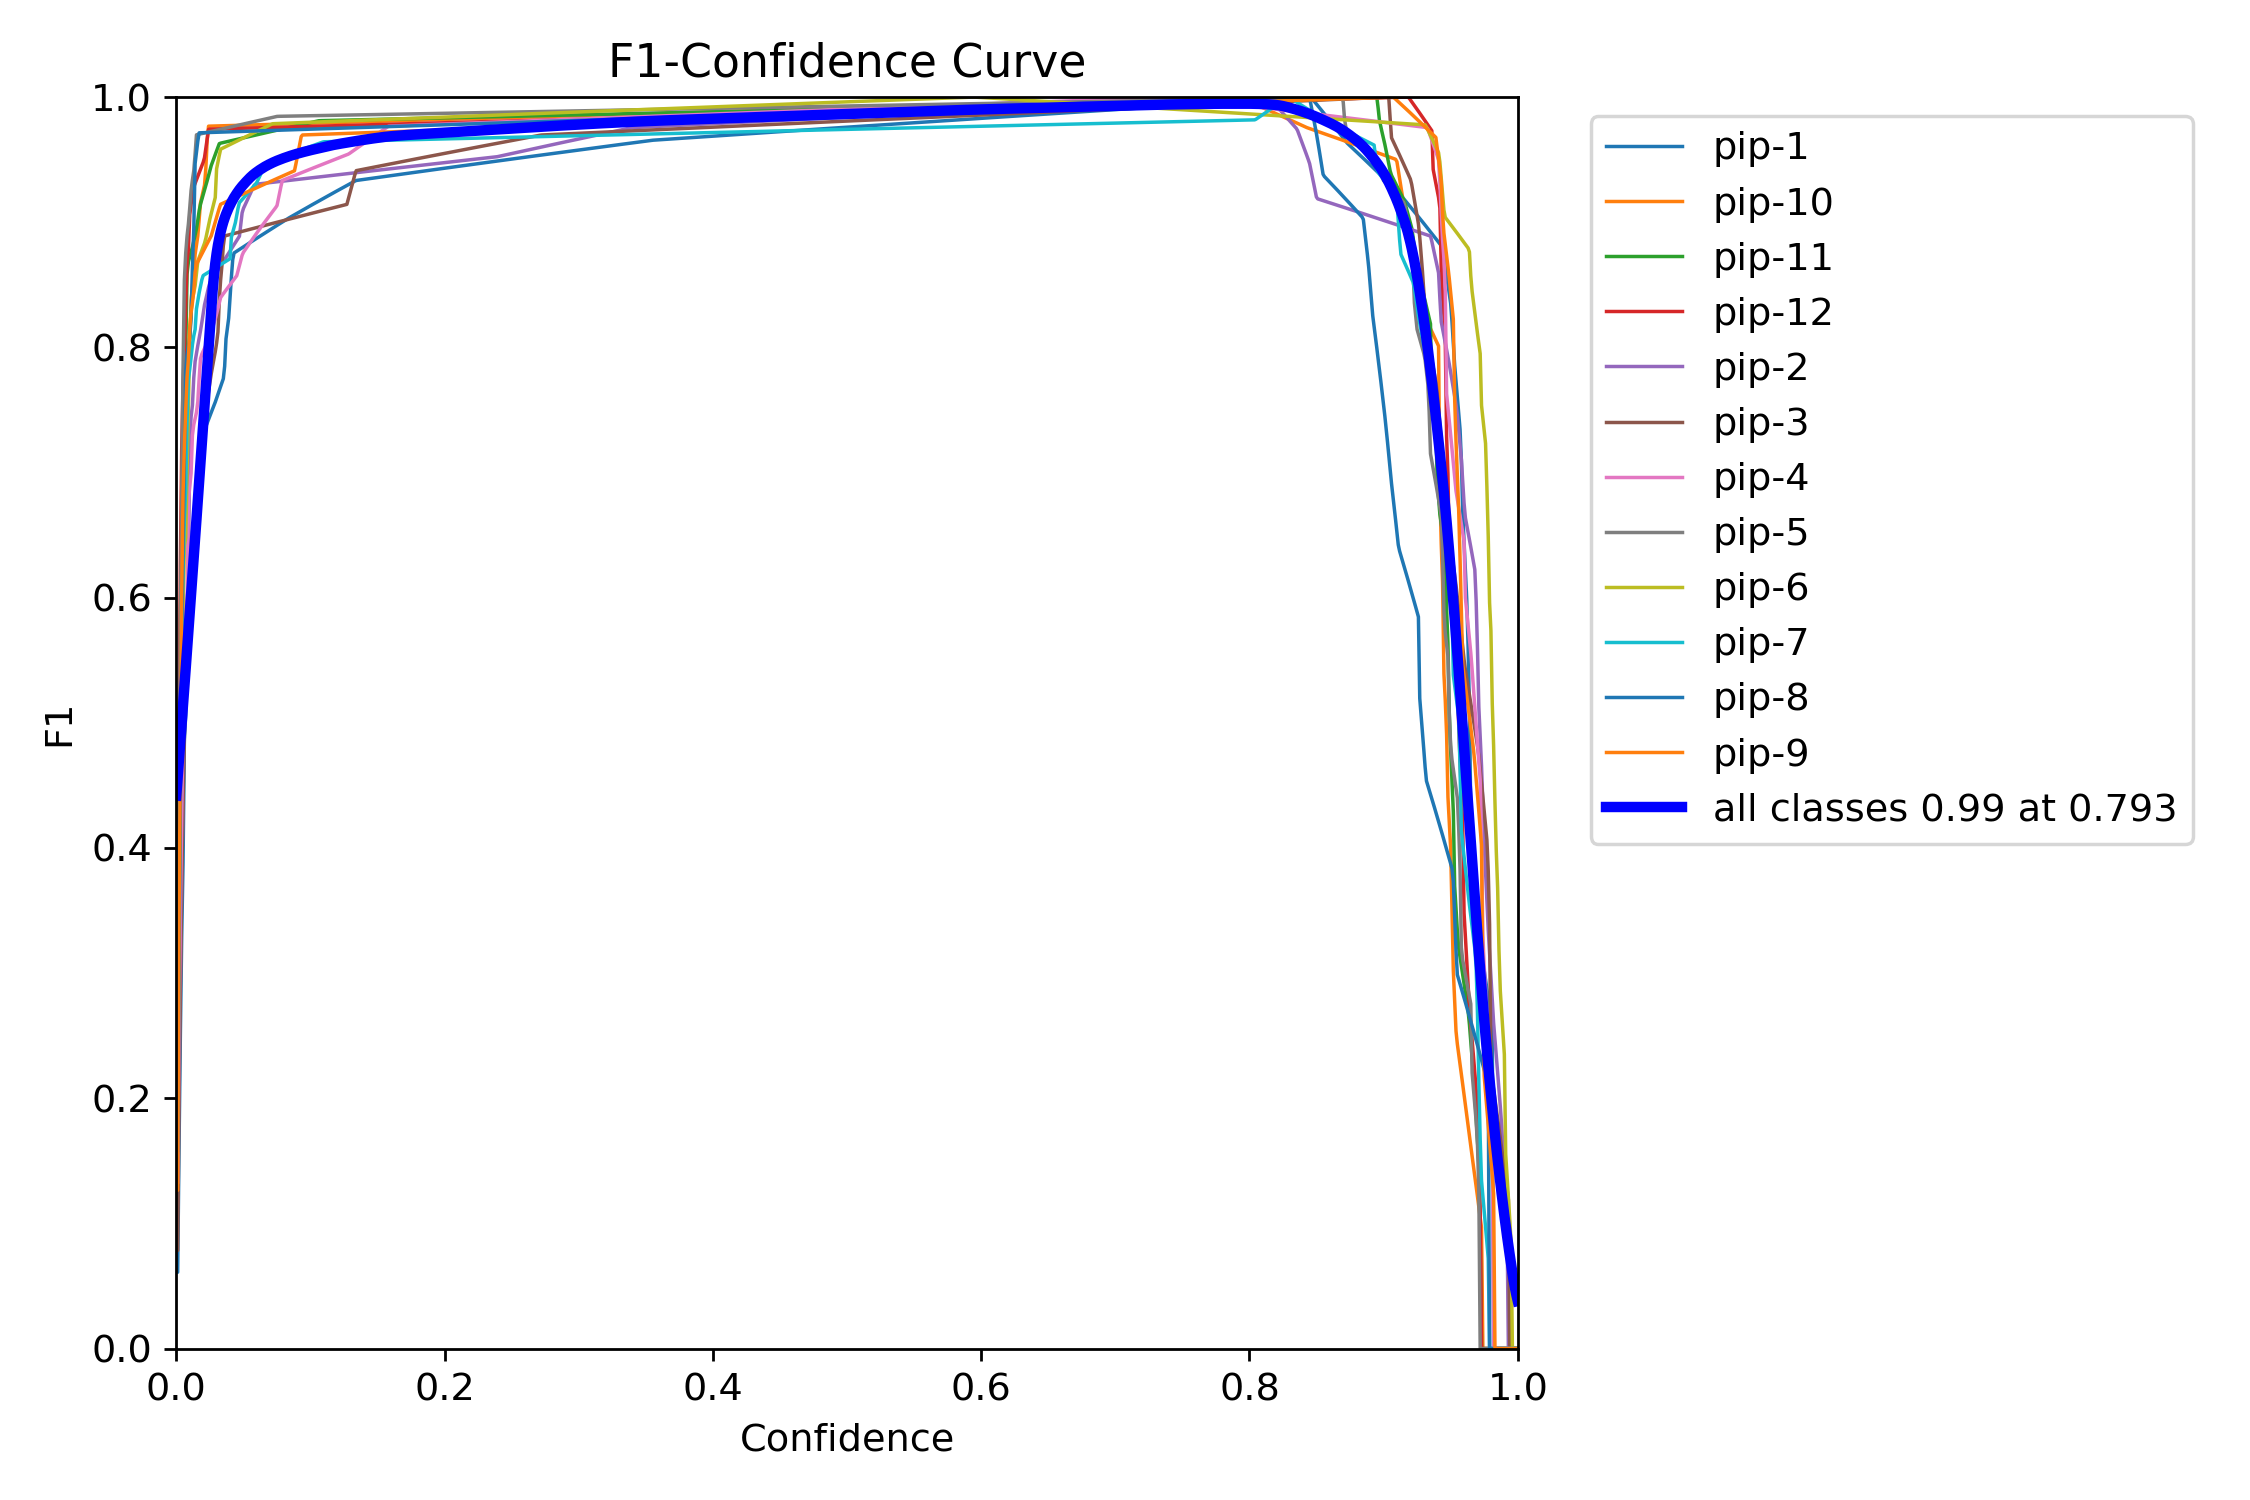 F1-Confidence Curve
1.0
0.8
0.6
0.4
0.2
0.0
F1
0.0 0.2 0.4 0.6 0.8 1.0
Confidence
pip-1
pip-10
pip-11
pip-12
pip-2
pip-3
pip-4
pip-5
pip-6
pip-7
pip-8
pip-9
all classes 0.99 at 0.793